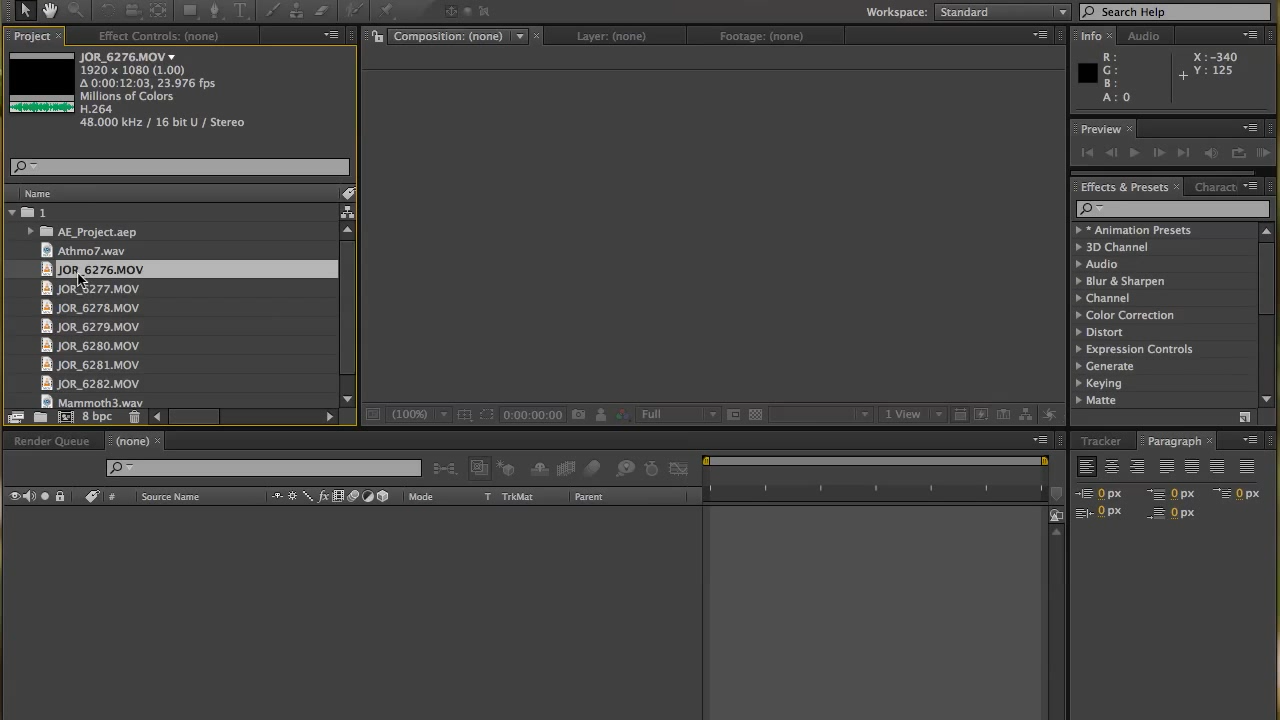 Workspace: Standard Search Help
Project Effect Controls: (none) Composition: (none) Layer: (none) Footage: (none) Info Audio
JOR_6276.MOV
1920 x 1080 (1.00)
Δ 0:00:12:03, 23.976 fps
Millions of Colors
H.264
48.000 kHz / 16 bit U / Stereo
R :
G :
B :
A : 0
X : -340
Y : 125
Preview
Effects & Presets Charact
Name
1
AE_Project.aep
Athmo7.wav
JOR_6276.MOV
JOR_6277.MOV
JOR_6278.MOV
JOR_6279.MOV
JOR_6280.MOV
JOR_6281.MOV
JOR_6282.MOV
Mammoth3.wav
8 bpc
* Animation Presets
3D Channel
Audio
Blur & Sharpen
Channel
Color Correction
Distort
Expression Controls
Generate
Keying
Matte
(100%) 0:00:00:00 Full 1 View
Render Queue (none)
# Source Name fx Mode T TrkMat Parent
Tracker Paragraph
0 px 0 px 0 px
0 px 0 px